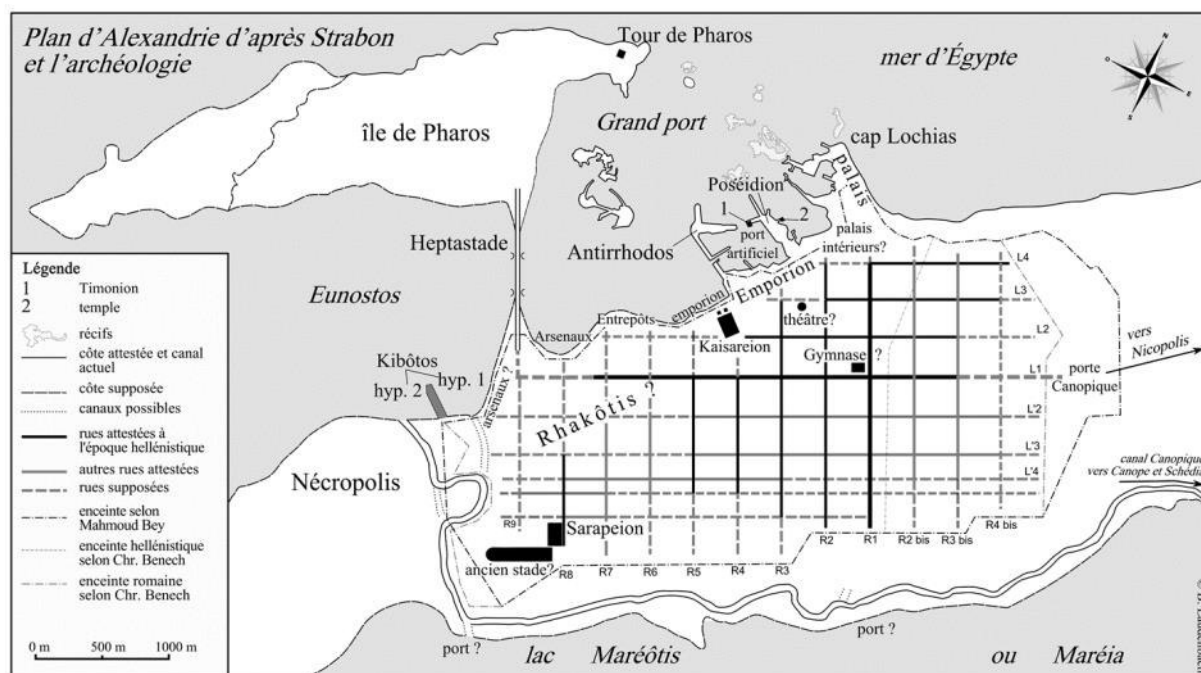 Plan d'Alexandrie d'après Strabon
et l'archéologie
Tour de Pharos
mer d'Égypte
N
O
E
S
île de Pharos
Grand port
cap Lochias
palais
Poséidion
1
2
port
artificiel
palais
intérieurs?
Heptastade
Antirrhodos
Emporion
emporion
Eunostos
Entrepôts
Arsenaux
Kaisareion
théâtre?
Gymnase ?
L4
L3
L2
L1
L'2
L'3
L'4
vers
Nicopolis
porte
Canopique
Kibôtos
hyp. 1
hyp. 2
arsenaux ?
Rhakôtis ?
canal Canopique
vers Canope et Schédia
Nécropolis
Sarapeion
ancien stade?
R9
R8
R7
R6
R5
R4
R3
R2
R1
R2 bis
R3 bis
R4 bis
port ?
port ?
lac Maréôtis ou Maréia
Légende
1 Timonion
2 temple
récifs
côte attestée et canal
actuel
côte supposée
canaux possibles
rues attestées à
l'époque hellénistique
autres rues attestées
rues supposées
enceinte selon
Mahmoud Bey
enceinte hellénistique
selon Chr. Benech
enceinte romaine
selon Chr. Benech
0 m 500 m 1000 m